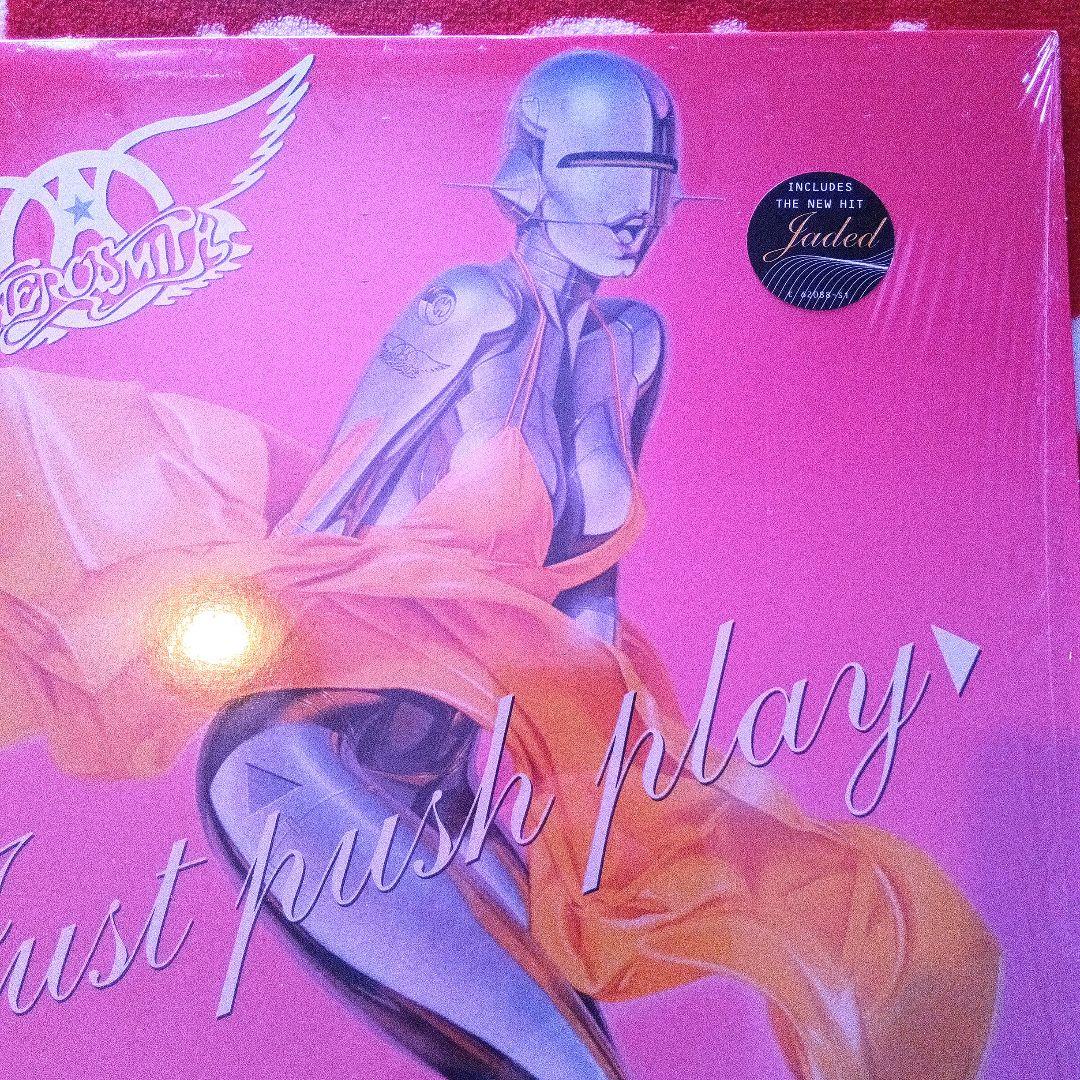 AEROSMITH
INCLUDES
THE NEW HIT
Jaded
Just push play